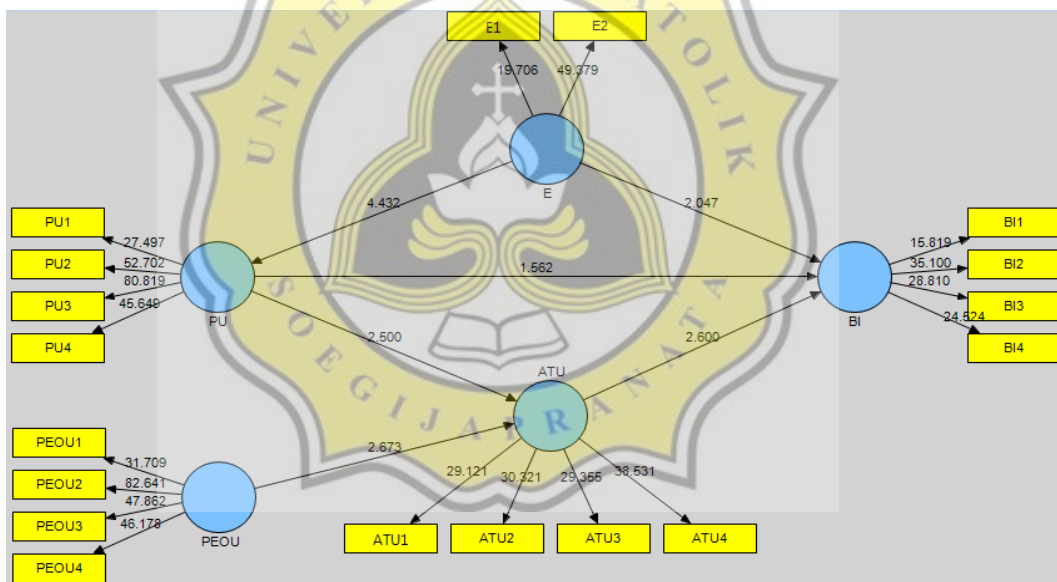 E1
E2
19.706
49.379
E
4.432
2.047
PU1
PU2
PU3
PU4
27.497
52.702
80.819
45.649
PU
1.562
BI
15.819
35.100
28.810
24.524
BI1
BI2
BI3
BI4
2.500
2.600
ATU
PEOU1
PEOU2
PEOU3
PEOU4
31.709
82.641
47.862
46.178
PEOU
2.673
29.121
30.321
29.355
38.531
ATU1
ATU2
ATU3
ATU4
SOEGIJAPRANATA